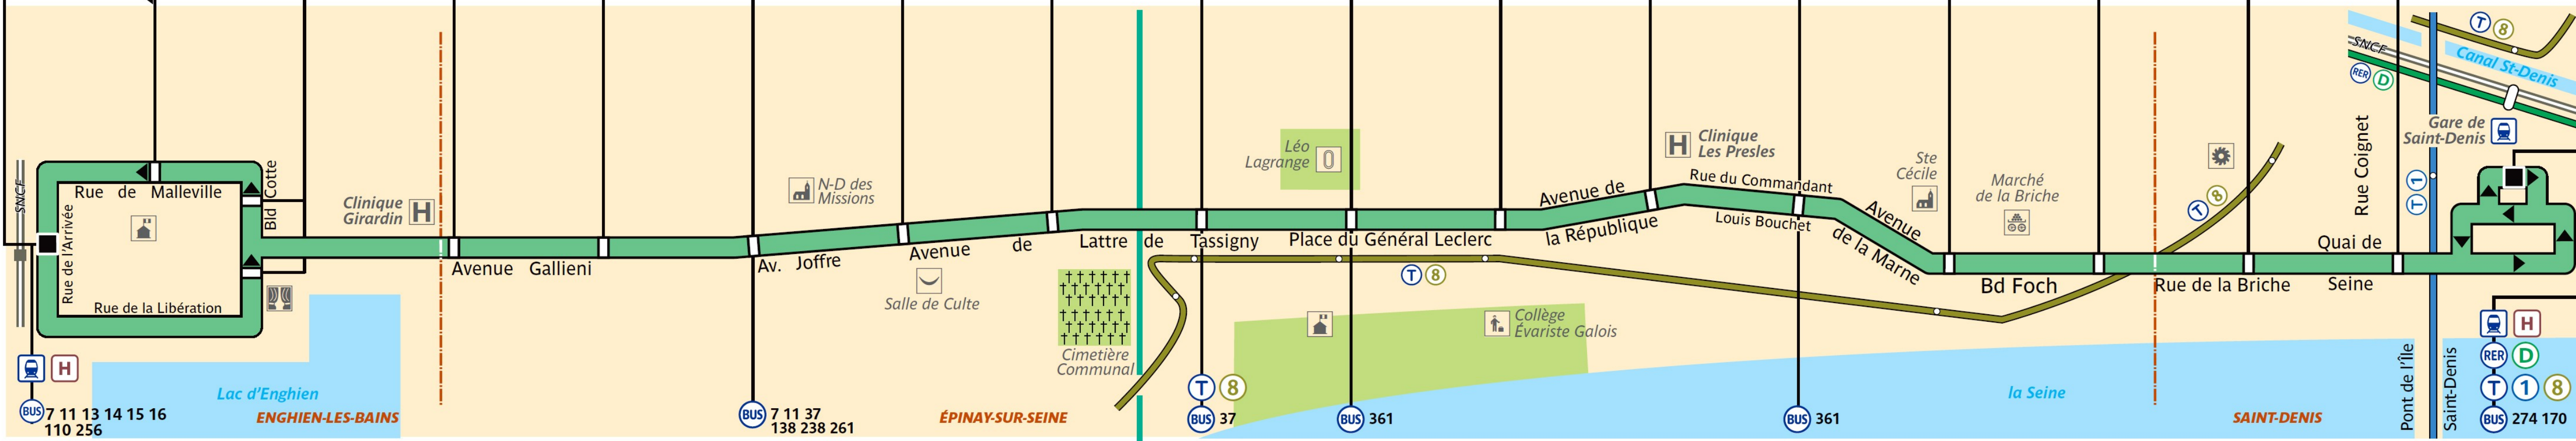 SNCF
Rue de l'Arrivée
Rue de Malleville
Rue de la Libération
Bld Cotte
H
BUS 7 11 13 14 15 16
110 256
Lac d'Enghien
ENGHIEN-LES-BAINS
Clinique
Girardin H
Avenue Gallieni
Av. Joffre
BUS 7 11 37
138 238 261
N-D des
Missions
Avenue de Lattre de Tassigny
Salle de Culte
ÉPINAY-SUR-SEINE
Cimetière
Communal
T 8
BUS 37
Léo
Lagrange
Place du Général Leclerc
T 8
BUS 361
Collège
Évariste Galois
Avenue de
la République
H Clinique
Les Presles
Rue du Commandant
Louis Bouchet
BUS 361
Avenue
de la Marne
Ste
Cécile
Marché
de la Briche
Bd Foch
la Seine
T 8
Rue de la Briche
SAINT-DENIS
Rue Coignet
Quai de
Seine
SNCF
RER D
T 8
Canal St-Denis
Gare de
Saint-Denis
T 1
Pont de l'Île
Saint-Denis
H
RER D
T 1 8
BUS 274 170